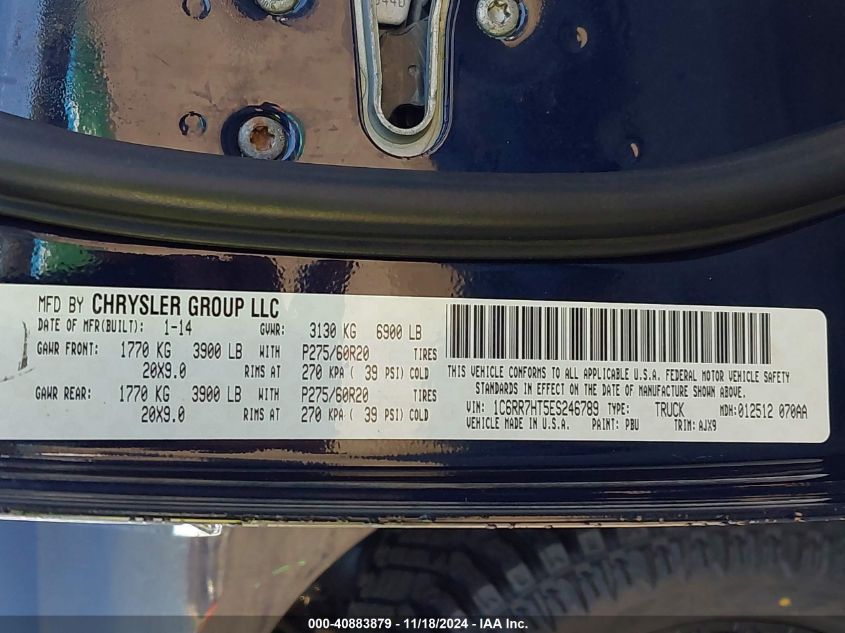 MFD BY CHRYSLER GROUP LLC
DATE OF MFR(BUILT): 1-14 GVWR: 3130 KG 6900 LB
GAWR FRONT: 1770 KG 3900 LB WITH P275/60R20 TIRES
20X9.0 RIMS AT 270 KPA ( 39 PSI) COLD
GAWR REAR: 1770 KG 3900 LB WITH P275/60R20 TIRES
20X9.0 RIMS AT 270 KPA ( 39 PSI) COLD
THIS VEHICLE CONFORMS TO ALL APPLICABLE U.S.A. FEDERAL MOTOR VEHICLE SAFETY
STANDARDS IN EFFECT ON THE DATE OF MANUFACTURE SHOWN ABOVE.
VIN: 1C6RR7HT5ES246789 TYPE: TRUCK MDH: 012512 070AA
VEHICLE MADE IN U.S.A. PAINT: PBU TRIM: AJX9
000-40883879 - 11/18/2024 - IAA Inc.